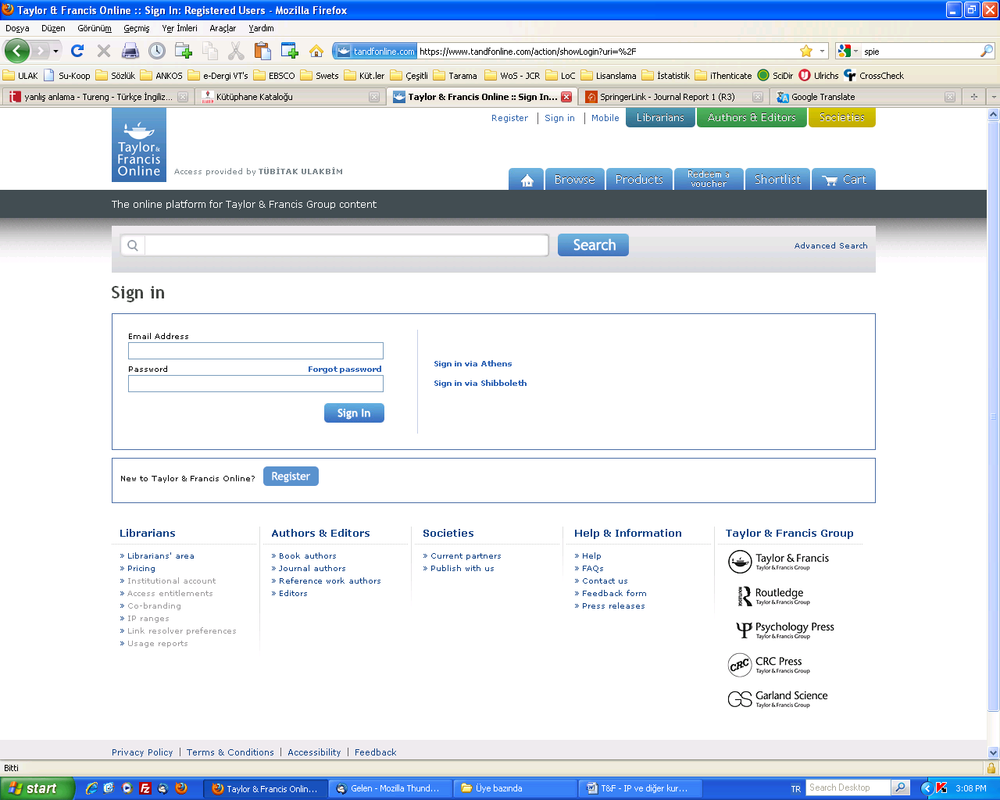 Taylor & Francis Online :: Sign In: Registered Users - Mozilla Firefox
Dosya Düzen Görünüm Geçmiş Yer İmleri Araçlar Yardım
tandfonline.com https://www.tandfonline.com/action/showLogin?uri=%2F spie
ULAK Su-Koop Sözlük ANKOS e-Dergi VT's EBSCO Swets Küt.ler Çeşitli Tarama WoS - JCR LoC Lisanslama İstatistik iThenticate SciDir Ulrichs CrossCheck
yanlış anlama - Tureng - Türkçe İngiliz... Kütüphane Kataloğu Taylor & Francis Online :: Sign In... SpringerLink - Journal Report 1 (R3) Google Translate
Register Sign in Mobile Librarians Authors & Editors Societies
Taylor &
Francis
Online
Access provided by TÜBİTAK ULAKBİM
Browse Products Redeem a voucher Shortlist Cart
The online platform for Taylor & Francis Group content
Search Advanced Search
Sign in
Email Address
Password Forgot password
Sign In
Sign in via Athens
Sign in via Shibboleth
New to Taylor & Francis Online? Register
Librarians
» Librarians' area
» Pricing
» Institutional account
» Access entitlements
» Co-branding
» IP ranges
» Link resolver preferences
» Usage reports
Authors & Editors
» Book authors
» Journal authors
» Reference work authors
» Editors
Societies
» Current partners
» Publish with us
Help & Information
» Help
» FAQs
» Contact us
» Feedback form
» Press releases
Taylor & Francis Group
Taylor & Francis
Taylor & Francis Group
ROUTLEDGE
Routledge
Taylor & Francis Group
Psychology Press
Taylor & Francis Group
CRC
CRC Press
Taylor & Francis Group
GS
Garland Science
Taylor & Francis Group
Privacy Policy | Terms & Conditions | Accessibility | Feedback
Bitti
start Taylor & Francis Onlin... Gelen - Mozilla Thund... Üye bazında T&F - IP ve diğer kur... TR Search Desktop 3:08 PM